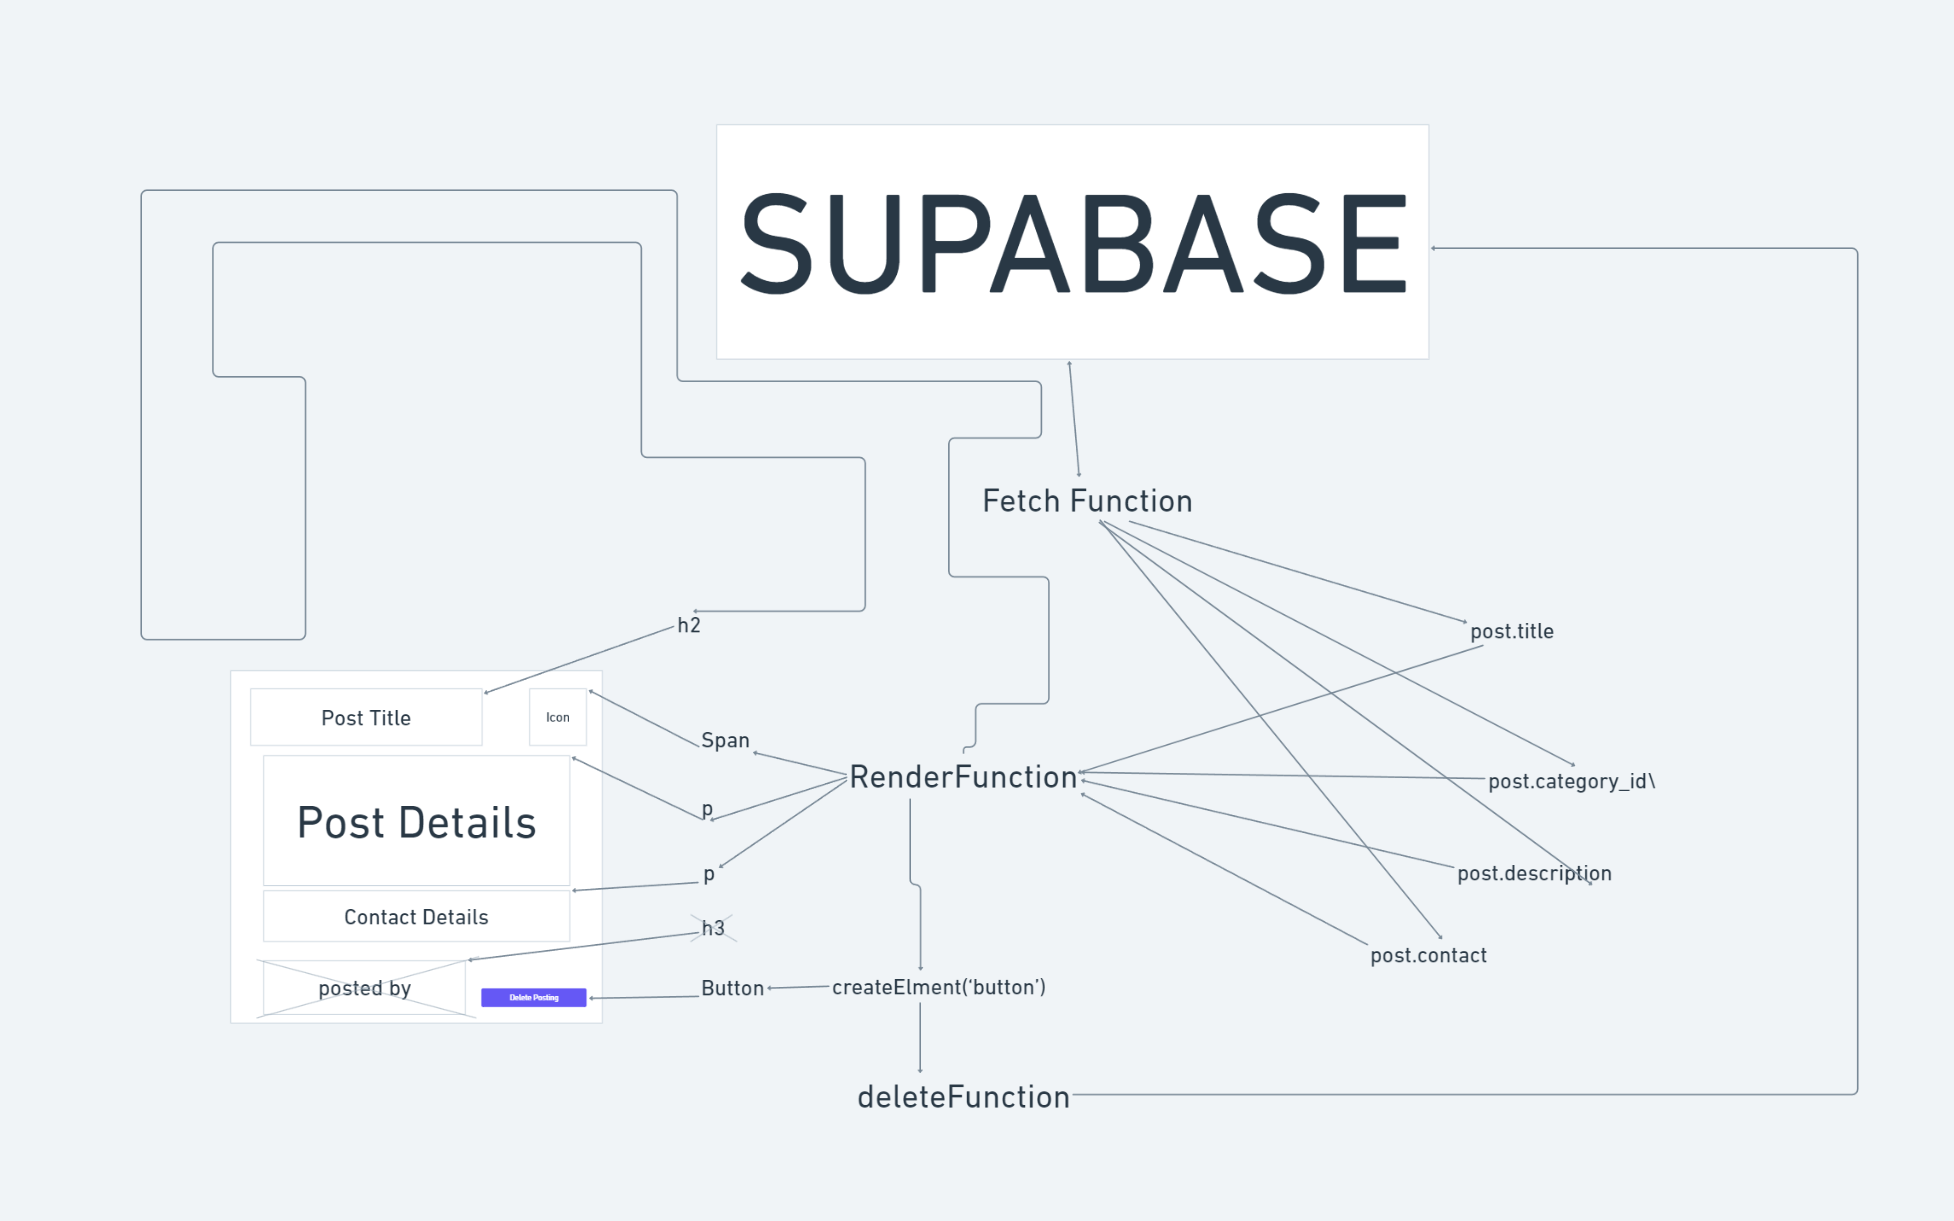 SUPABASE
Fetch Function
h2
post.title
Post Title
Icon
Span
RenderFunction
post.category_id\
p
Post Details
p
post.description
Contact Details
h3
post.contact
posted by
Delete Posting
Button
createElment(‘button’)
deleteFunction